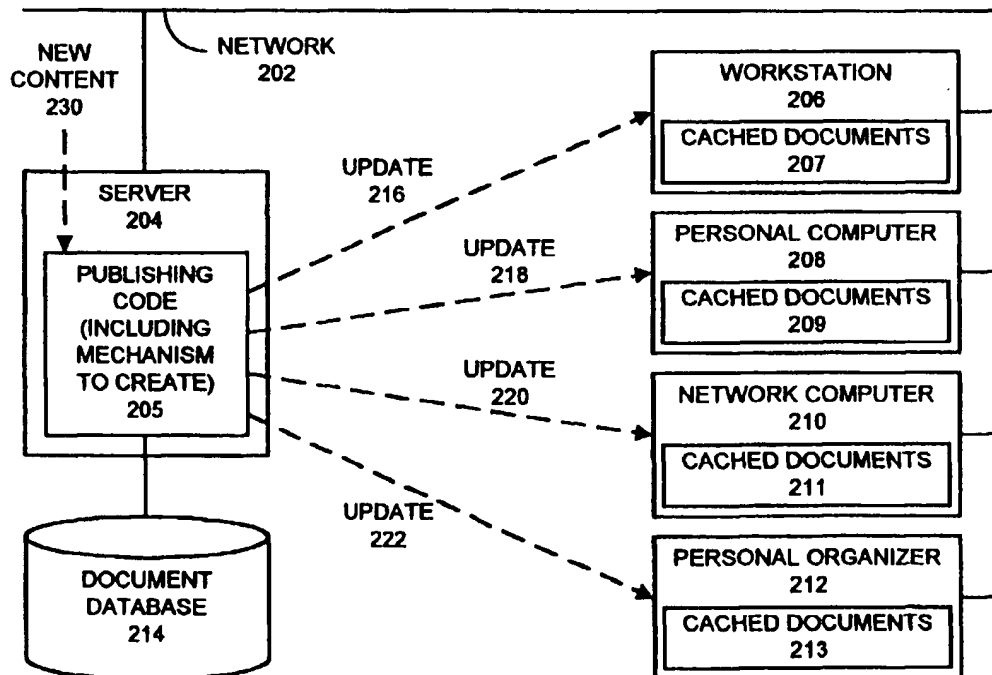 NETWORK
202
NEW
CONTENT
230
SERVER
204
PUBLISHING
CODE
(INCLUDING
MECHANISM
TO CREATE)
205
DOCUMENT
DATABASE
214
UPDATE
216
UPDATE
218
UPDATE
220
UPDATE
222
WORKSTATION
206
CACHED DOCUMENTS
207
PERSONAL COMPUTER
208
CACHED DOCUMENTS
209
NETWORK COMPUTER
210
CACHED DOCUMENTS
211
PERSONAL ORGANIZER
212
CACHED DOCUMENTS
213